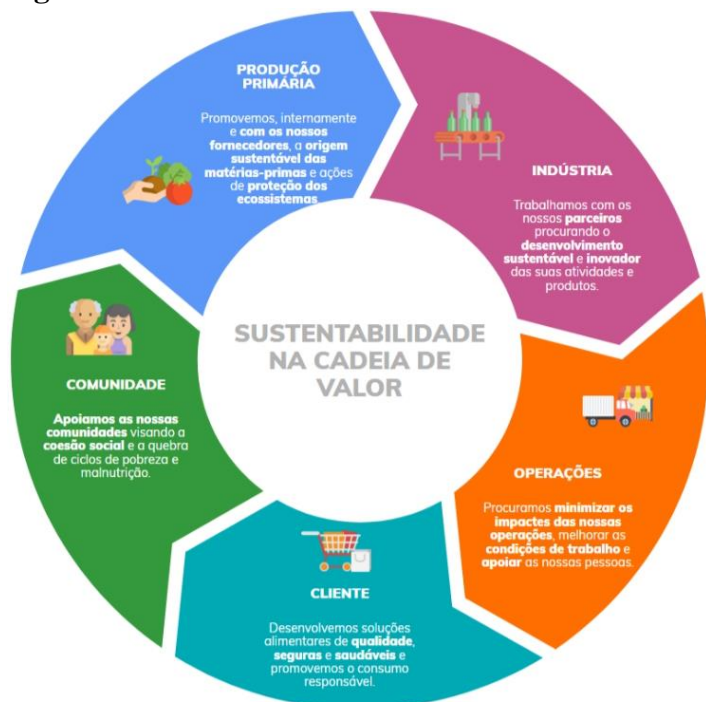 PRODUÇÃO
PRIMÁRIA
Promovemos, internamente
e com os nossos
fornecedores, a origem
sustentável das
matérias-primas e ações
de proteção dos
ecossistemas
INDÚSTRIA
Trabalhamos com os
nossos parceiros
procurando o
desenvolvimento
sustentável e inovador
das suas atividades e
produtos.
OPERAÇÕES
Procuramos minimizar os
impactes das nossas
operações, melhorar as
condições de trabalho e
apoiar as nossas pessoas.
CLIENTE
Desenvolvemos soluções
alimentares de qualidade,
seguras e saudáveis e
promovemos o consumo
responsável.
COMUNIDADE
Apoiamos as nossas
comunidades visando a
coesão social e a quebra
de ciclos de pobreza e
malnutrição.
SUSTENTABILIDADE
NA CADEIA DE
VALOR